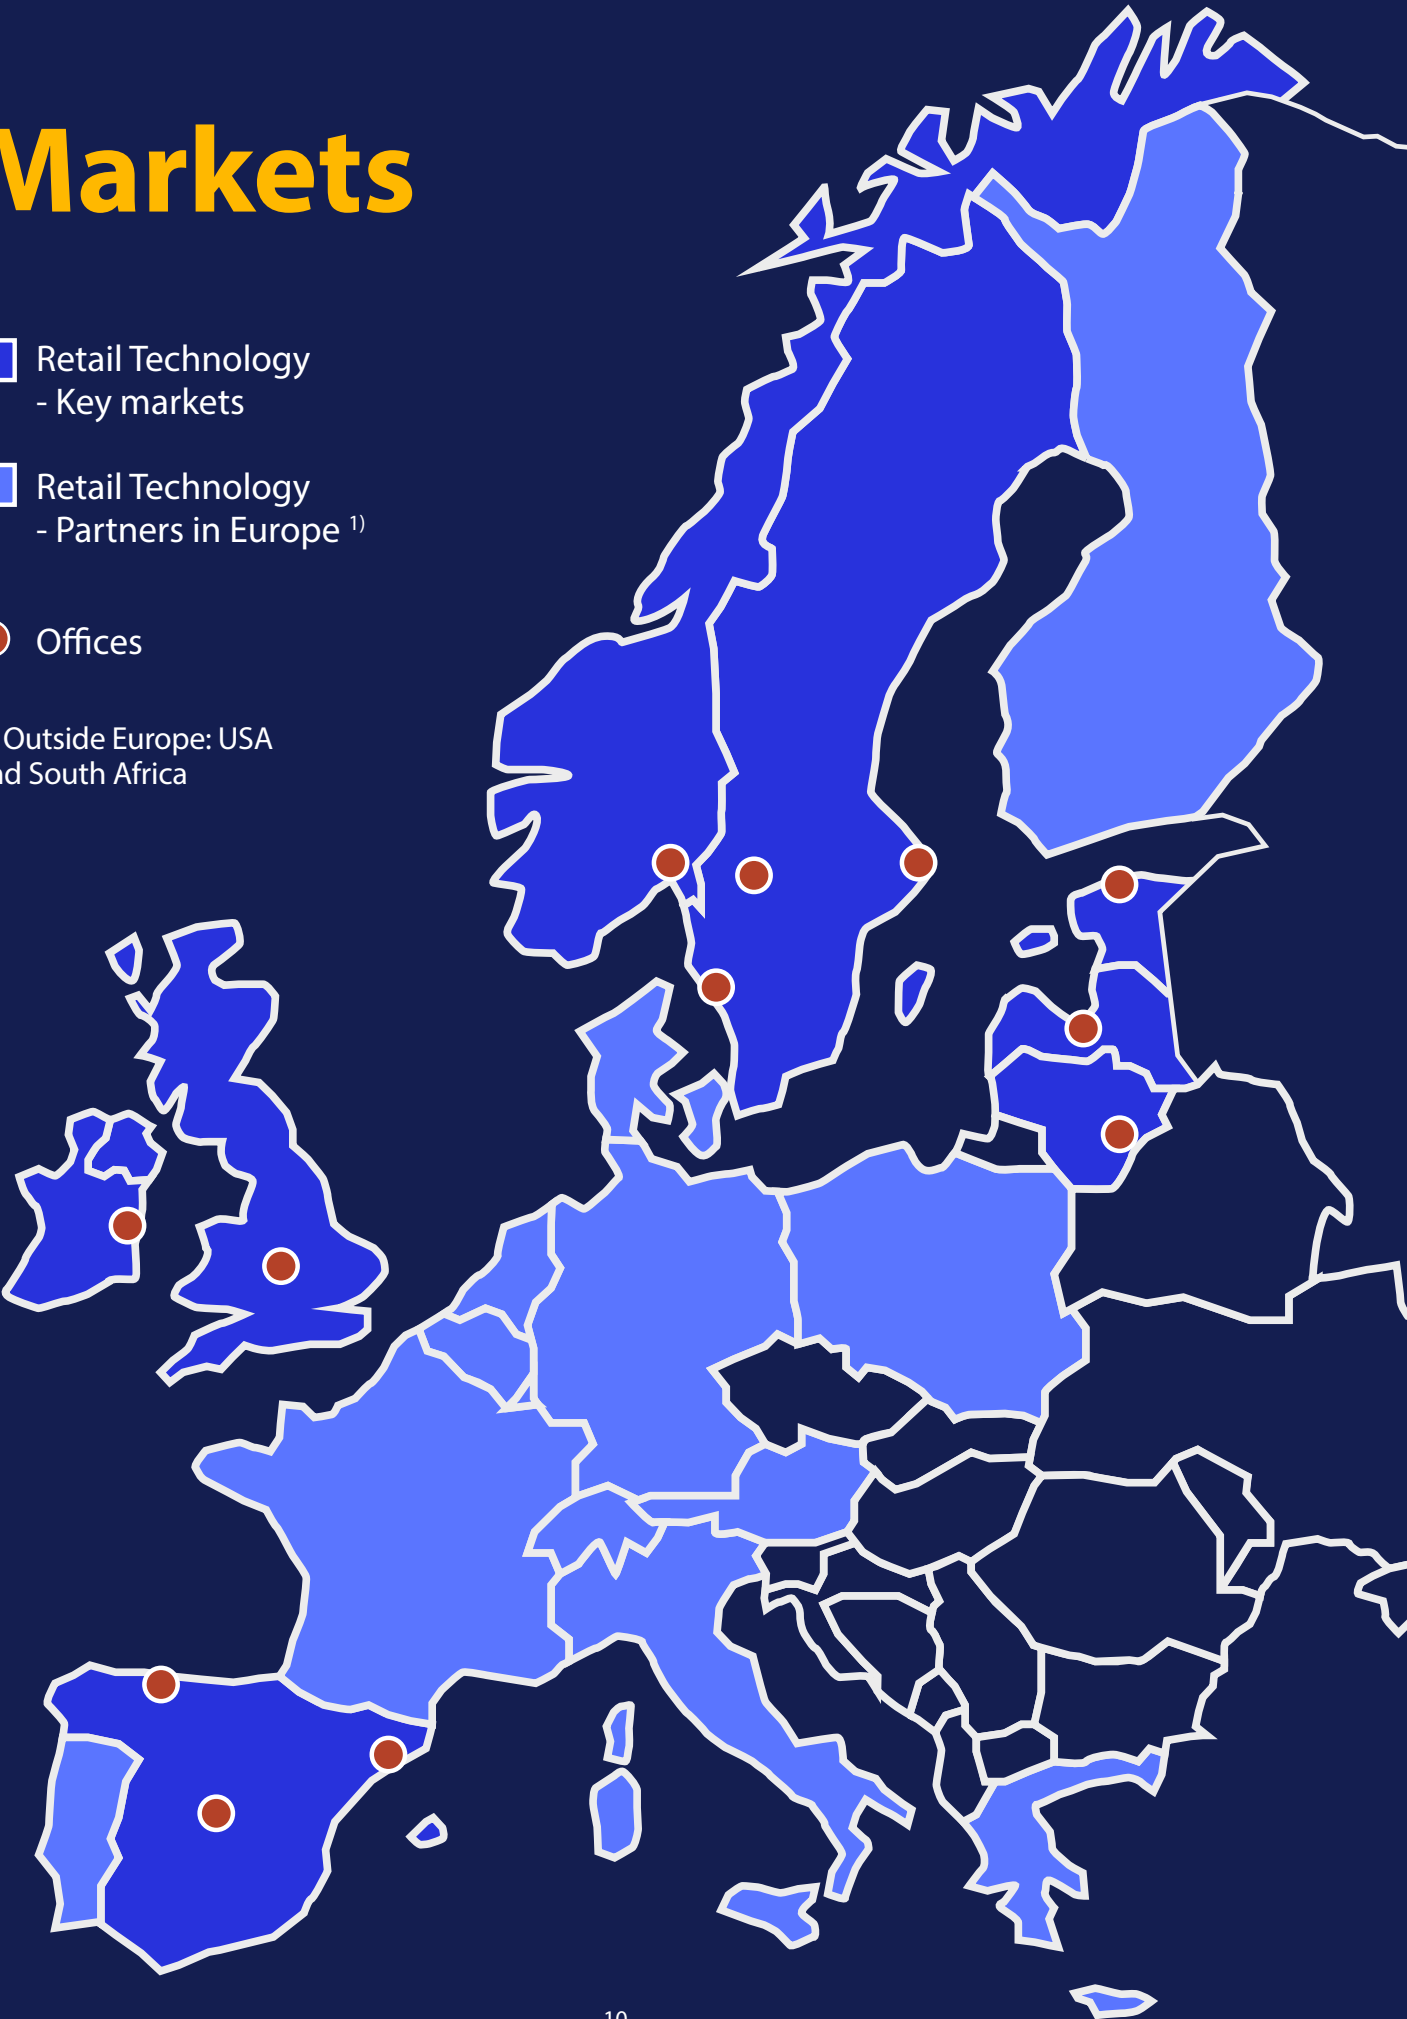 Markets
Retail Technology
- Key markets
Retail Technology
- Partners in Europe 1)
Offices
Outside Europe: USA
South Africa